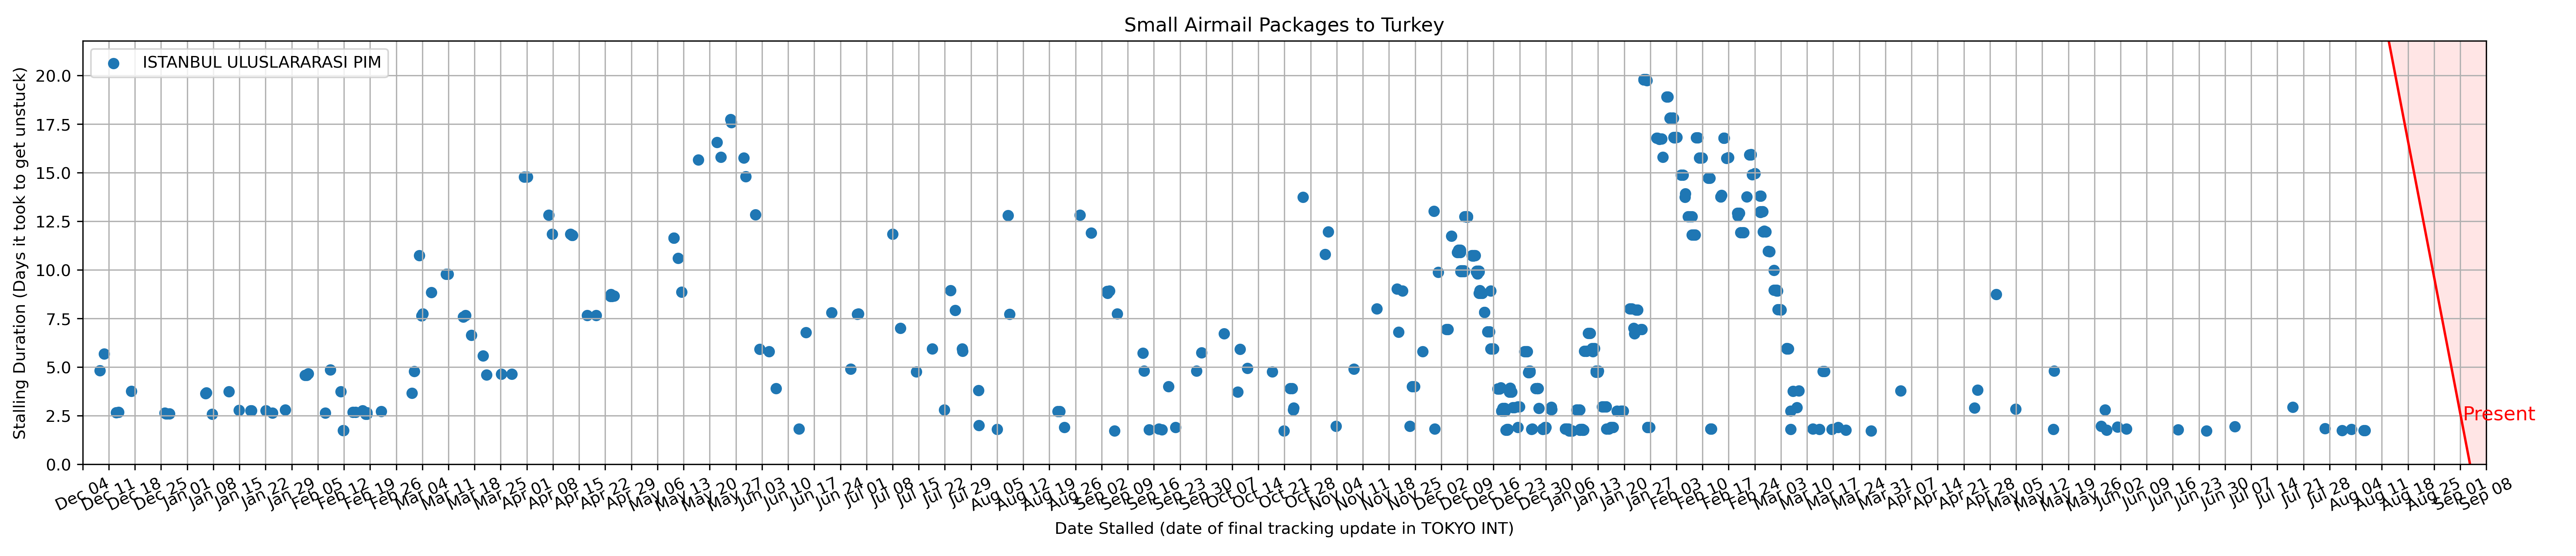 Small Airmail Packages to Turkey
ISTANBUL ULUSLARARASI PIM
Stalling Duration (Days it took to get unstuck)
20.0
17.5
15.0
12.5
10.0
7.5
5.0
2.5
0.0
Present
Dec 04
Dec 11
Dec 18
Dec 25
Jan 01
Jan 08
Jan 15
Jan 22
Jan 29
Feb 05
Feb 12
Feb 19
Feb 26
Mar 04
Mar 11
Mar 18
Mar 25
Apr 01
Apr 08
Apr 15
Apr 22
Apr 29
May 06
May 13
May 20
May 27
Jun 03
Jun 10
Jun 17
Jun 24
Jul 01
Jul 08
Jul 15
Jul 22
Jul 29
Aug 05
Aug 12
Aug 19
Aug 26
Sep 02
Sep 09
Sep 16
Sep 23
Sep 30
Oct 07
Oct 14
Oct 21
Oct 28
Nov 04
Nov 11
Nov 18
Nov 25
Dec 02
Dec 09
Dec 16
Dec 23
Dec 30
Jan 06
Jan 13
Jan 20
Jan 27
Feb 03
Feb 10
Feb 17
Feb 24
Mar 03
Mar 10
Mar 17
Mar 24
Mar 31
Apr 07
Apr 14
Apr 21
Apr 28
May 05
May 12
May 19
May 26
Jun 02
Jun 09
Jun 16
Jun 23
Jun 30
Jul 07
Jul 14
Jul 21
Jul 28
Aug 04
Aug 11
Aug 18
Aug 25
Sep 01
Sep 08
Date Stalled (date of final tracking update in TOKYO INT)